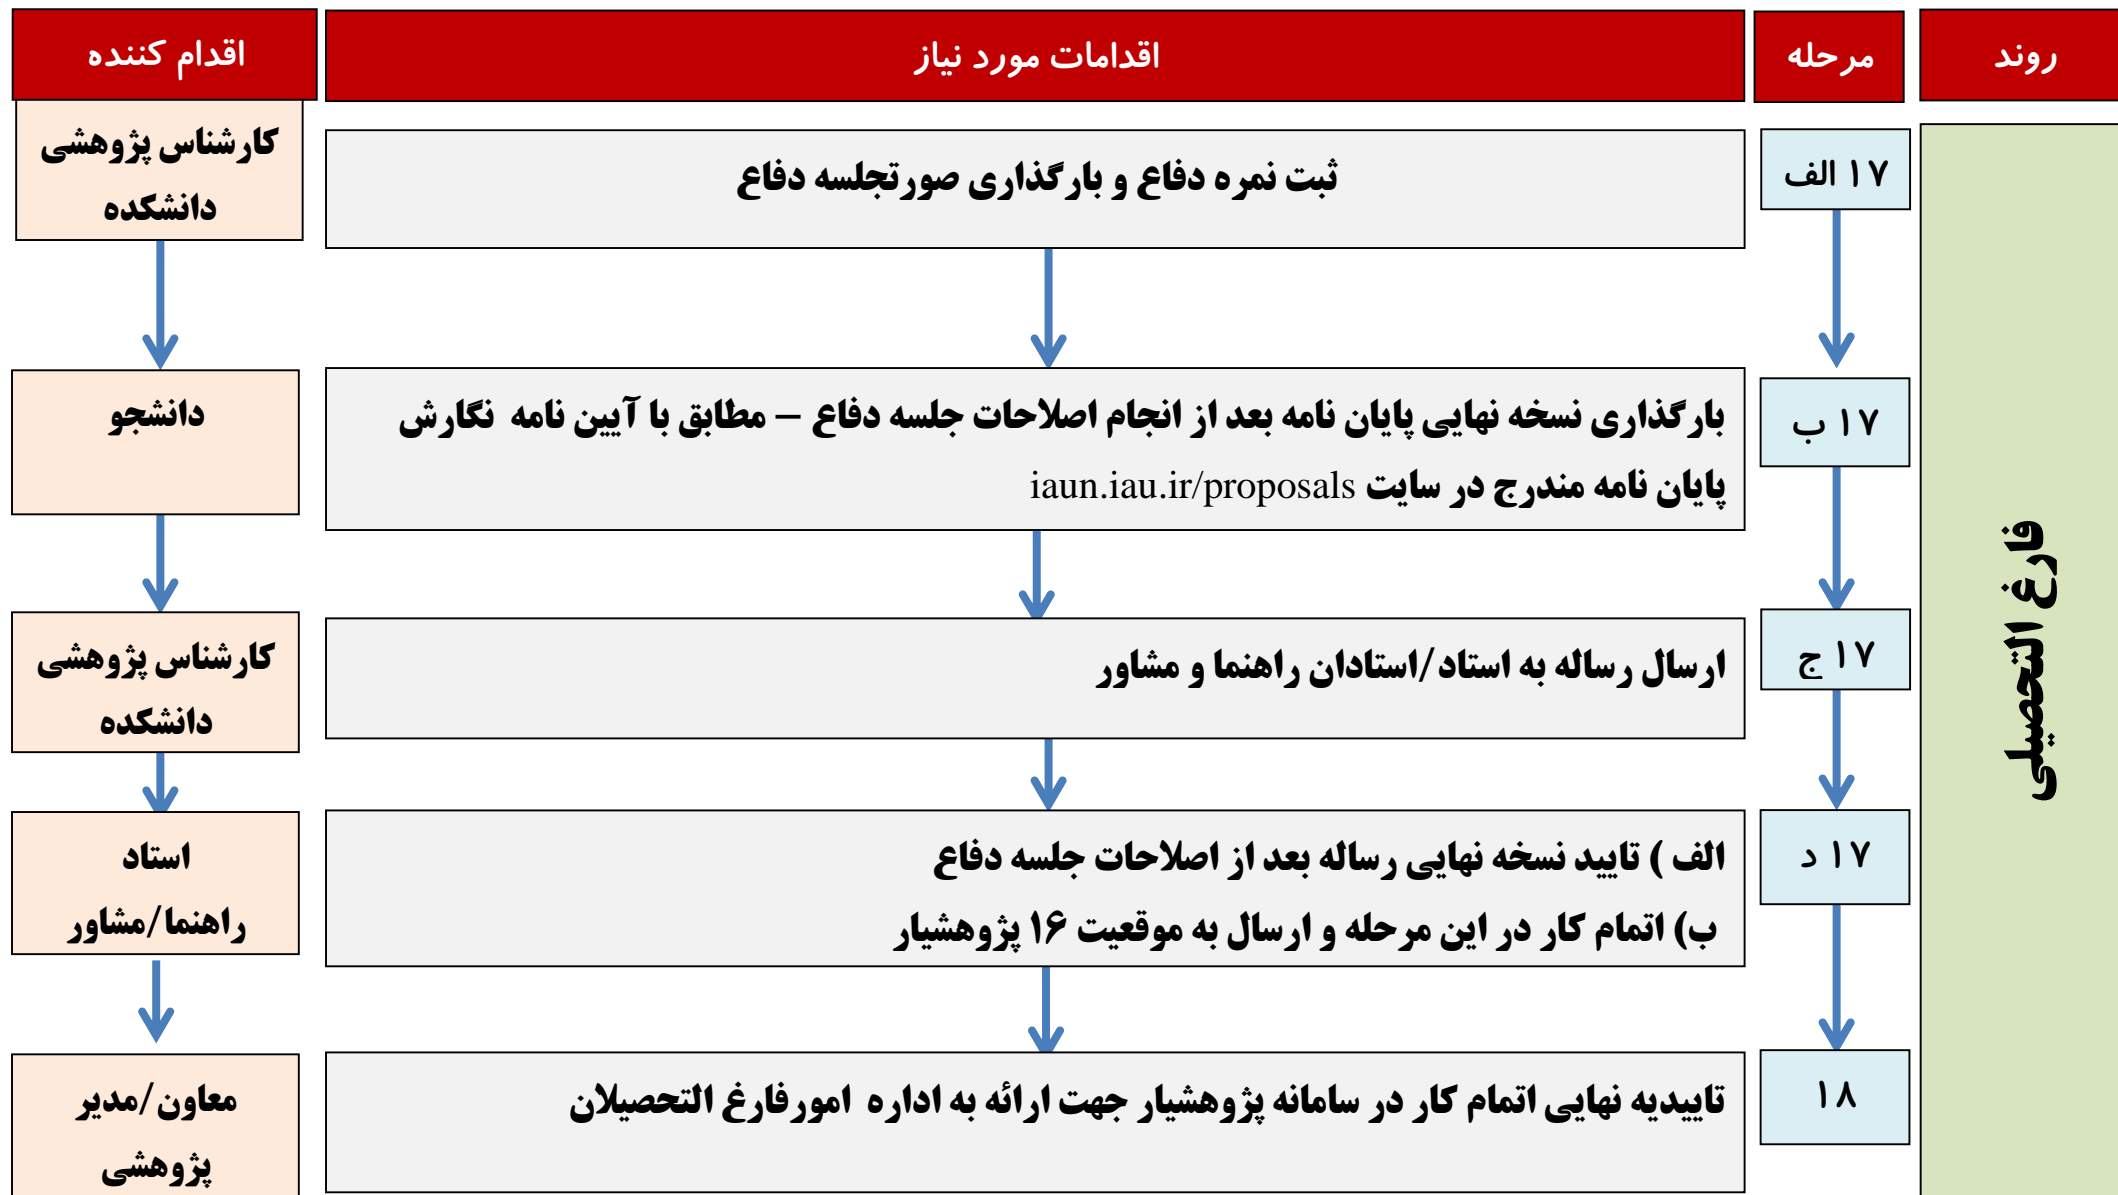 روند
مرحله
اقدامات مورد نیاز
اقدام کننده
فارغ التحصیلی
۱۷ الف
ثبت نمره دفاع و بارگذاری صورتجلسه دفاع
کارشناس پژوهشی
دانشکده
۱۷ ب
بارگذاری نسخه نهایی پایان نامه بعد از انجام اصلاحات جلسه دفاع – مطابق با آیین نامه نگارش
پایان نامه مندرج در سایت iaun.iau.ir/proposals
دانشجو
۱۷ ج
ارسال رساله به استاد/استادان راهنما و مشاور
کارشناس پژوهشی
دانشکده
۱۷ د
الف ) تایید نسخه نهایی رساله بعد از اصلاحات جلسه دفاع
ب) اتمام کار در این مرحله و ارسال به موقعیت ۱۶ پژوهشیار
استاد
راهنما/مشاور
۱۸
تاییدیه نهایی اتمام کار در سامانه پژوهشیار جهت ارائه به اداره امورفارغ التحصیلان
معاون/مدیر
پژوهشی